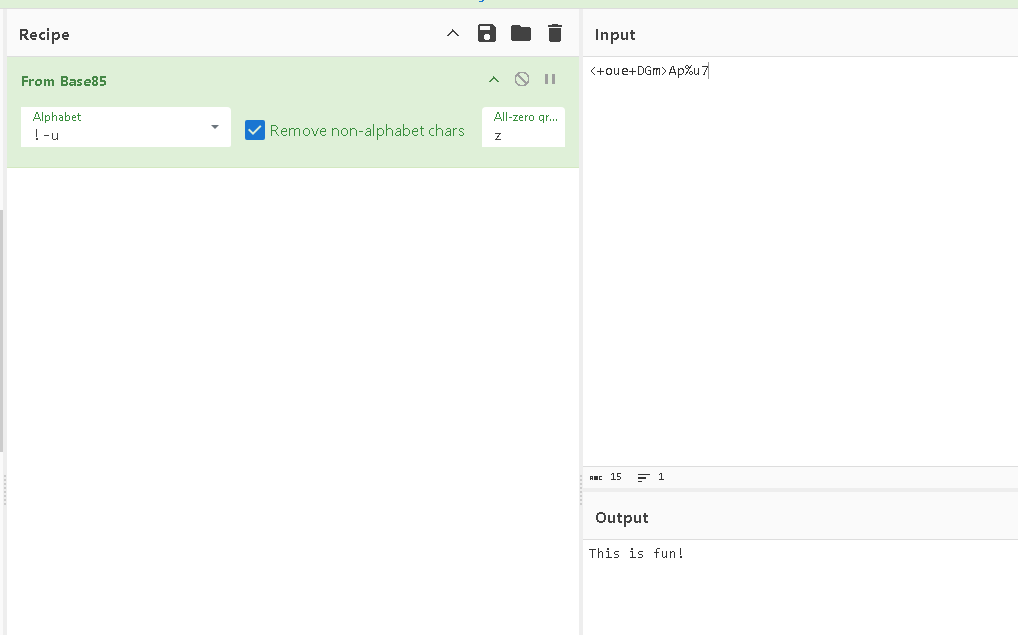 Recipe
From Base85
Alphabet
!-u
Remove non-alphabet chars
All-zero gr...
z
Input
<+oue+DGm>Ap%u7
ABC 15 1
Output
This is fun!